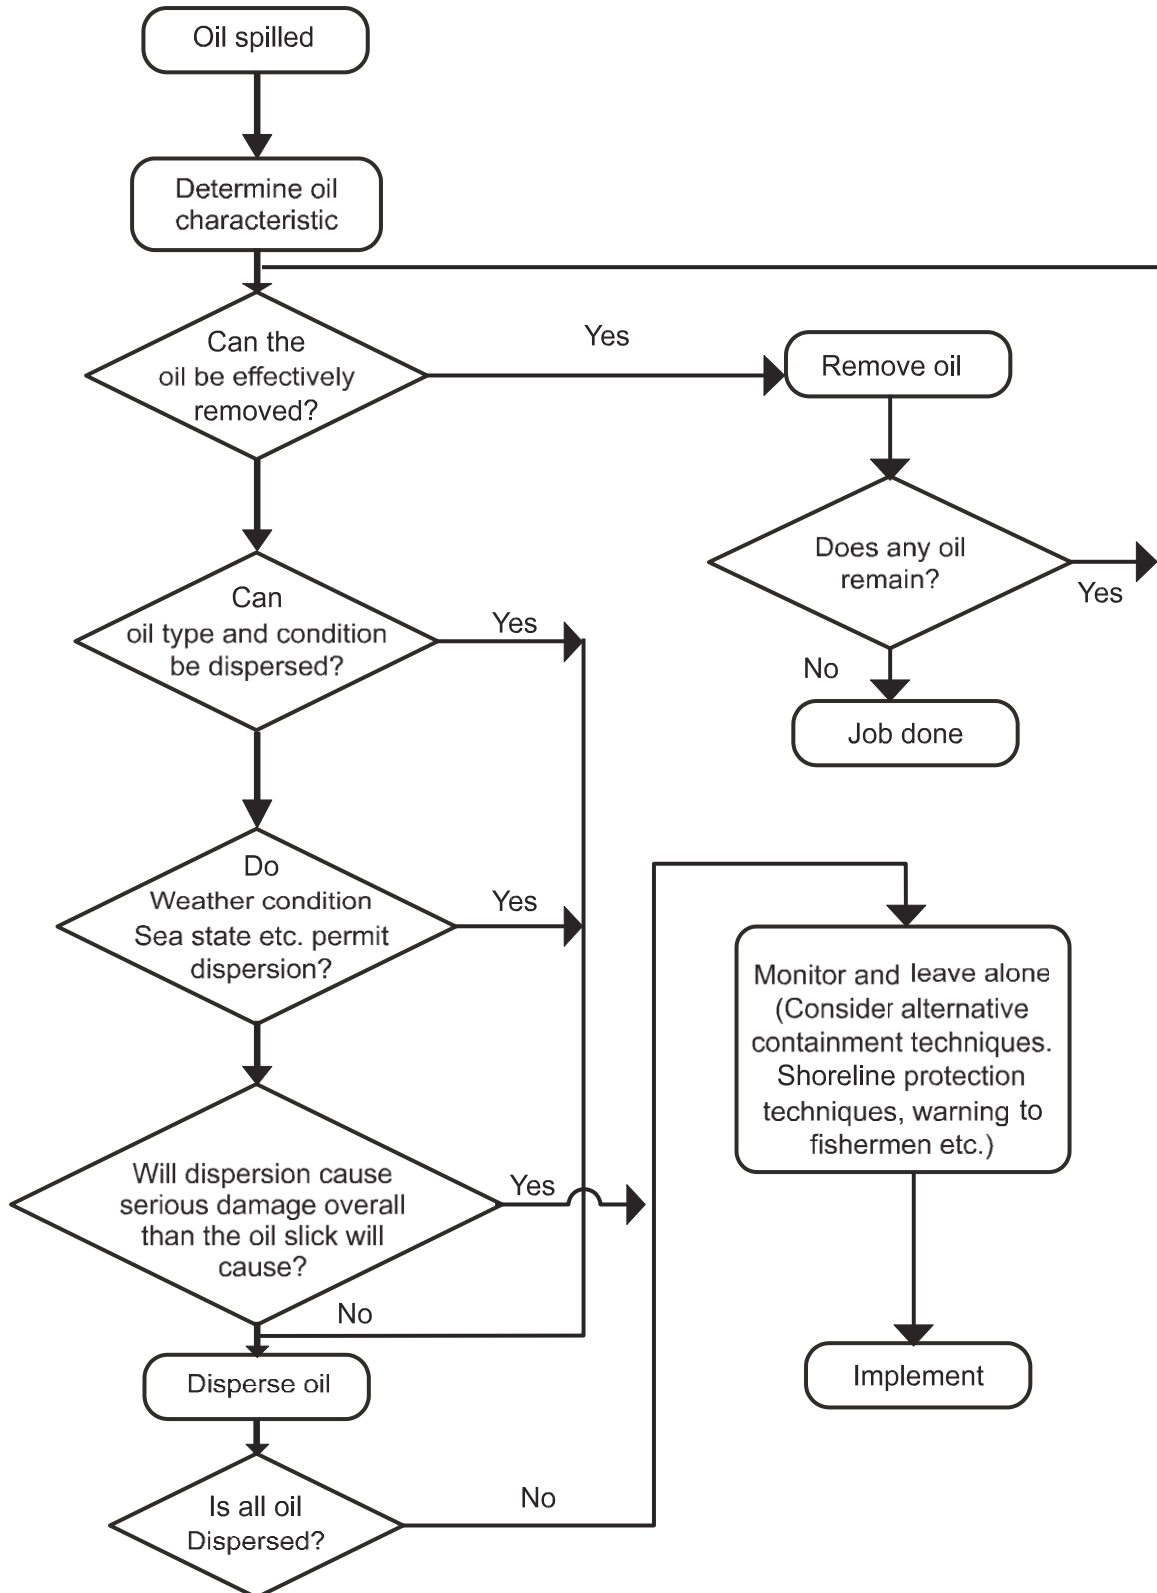 Oil spilled
Determine oil
characteristic
Can the
oil be effectively
removed?
Yes
Remove oil
Does any oil
remain?
Yes
No
Job done
Can
oil type and condition
be dispersed?
Yes
Do
Weather condition
Sea state etc. permit
dispersion?
Yes
Monitor and leave alone
(Consider alternative
containment techniques.
Shoreline protection
techniques, warning to
fishermen etc.)
Will dispersion cause
serious damage overall
than the oil slick will
cause?
Yes
No
Disperse oil
Implement
Is all oil
Dispersed?
No